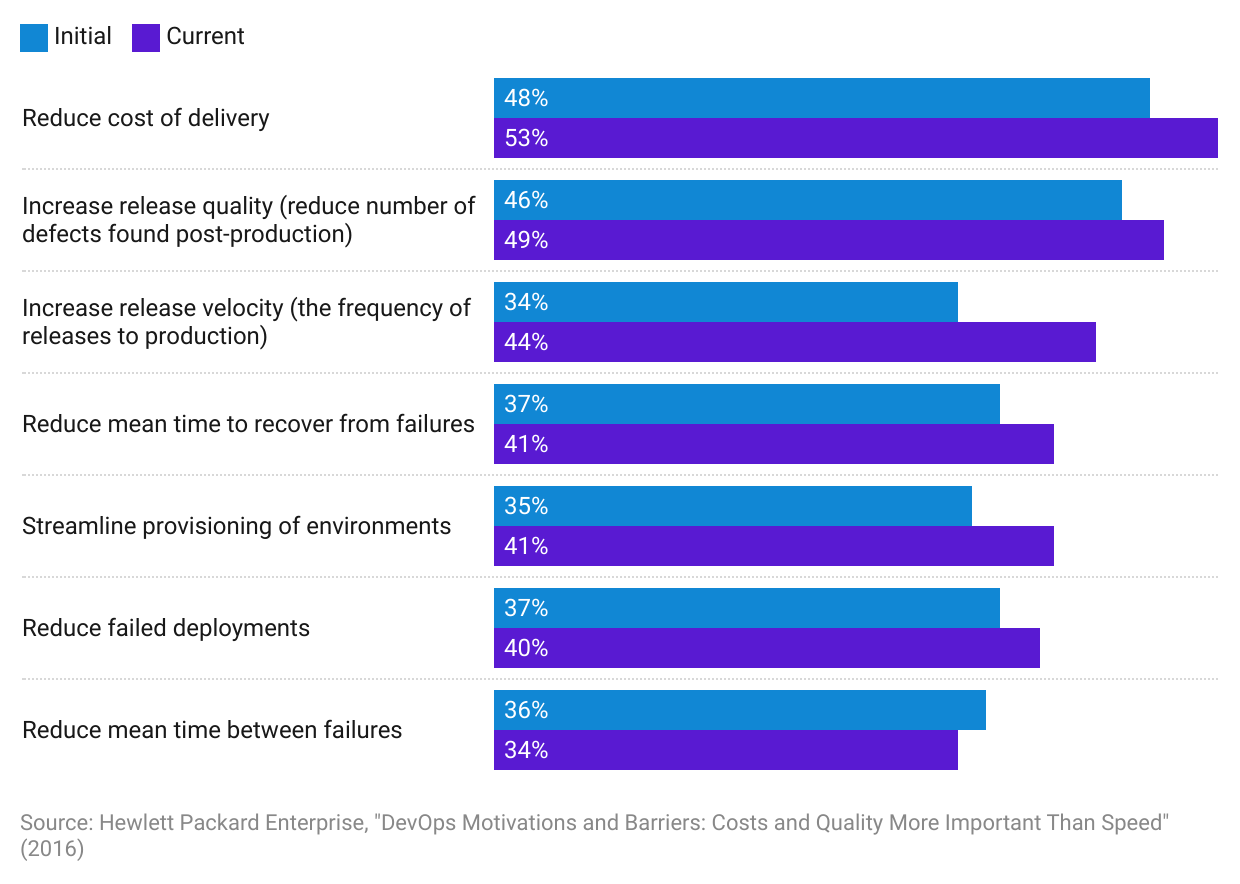 Initial
Current
Reduce cost of delivery
48%
53%
Increase release quality (reduce number of
defects found post-production)
46%
49%
Increase release velocity (the frequency of
releases to production)
34%
44%
Reduce mean time to recover from failures
37%
41%
Streamline provisioning of environments
35%
41%
Reduce failed deployments
37%
40%
Reduce mean time between failures
36%
34%
Source: Hewlett Packard Enterprise, "DevOps Motivations and Barriers: Costs and Quality More Important Than Speed"
(2016)